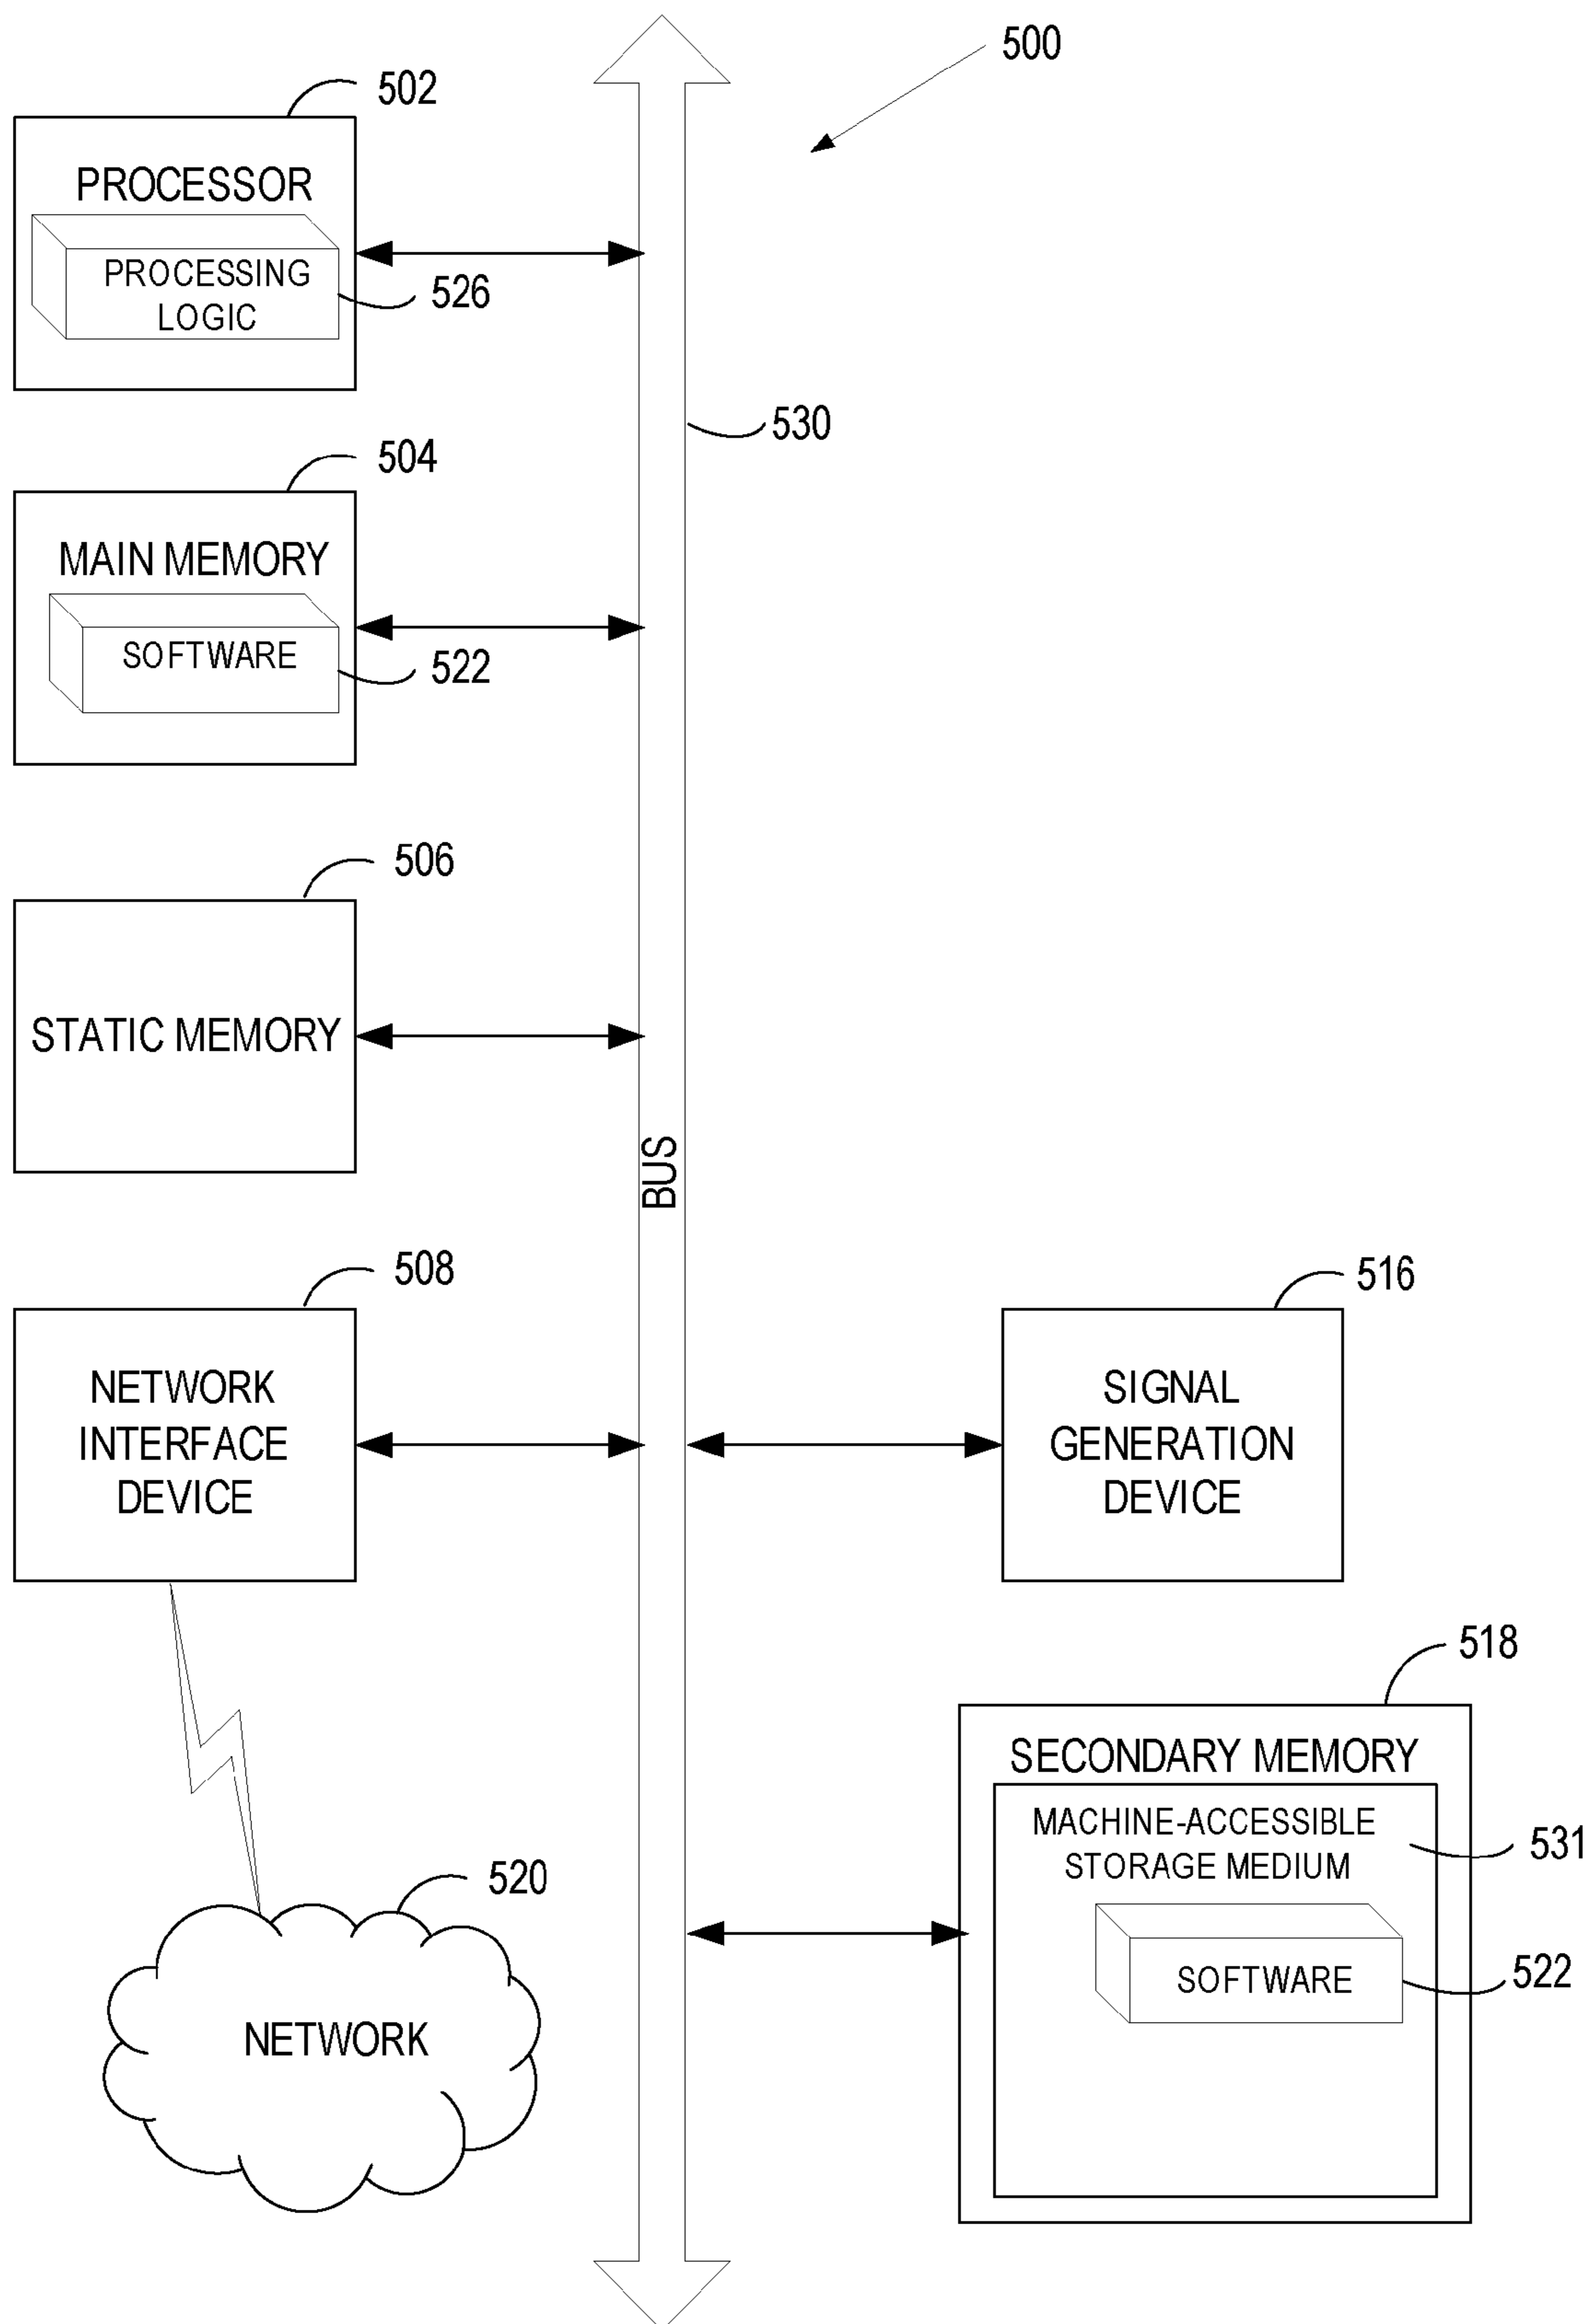 500
502
PROCESSOR
PROCESSING
LOGIC
526
530
504
MAIN MEMORY
SOFTWARE
522
506
STATIC MEMORY
BUS
508
NETWORK
INTERFACE
DEVICE
516
SIGNAL
GENERATION
DEVICE
518
SECONDARY MEMORY
MACHINE-ACCESSIBLE
STORAGE MEDIUM
531
SOFTWARE
522
520
NETWORK